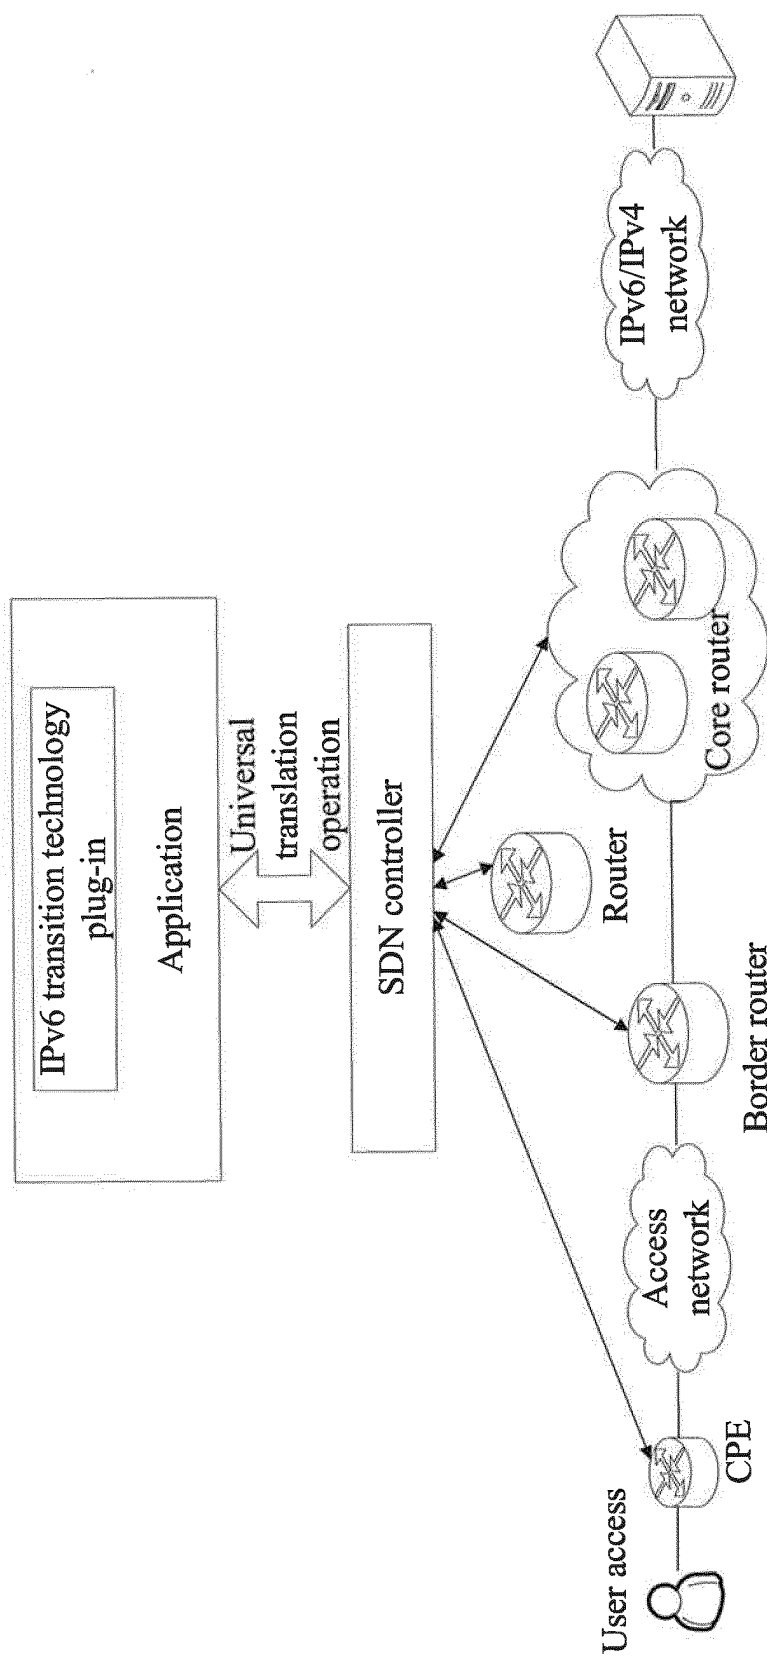 IPv6 transition technology
plug-in
Application
Universal
translation
operation
SDN controller
Router
Core router
IPv6/IPv4
network
Border router
Access
network
CPE
User access